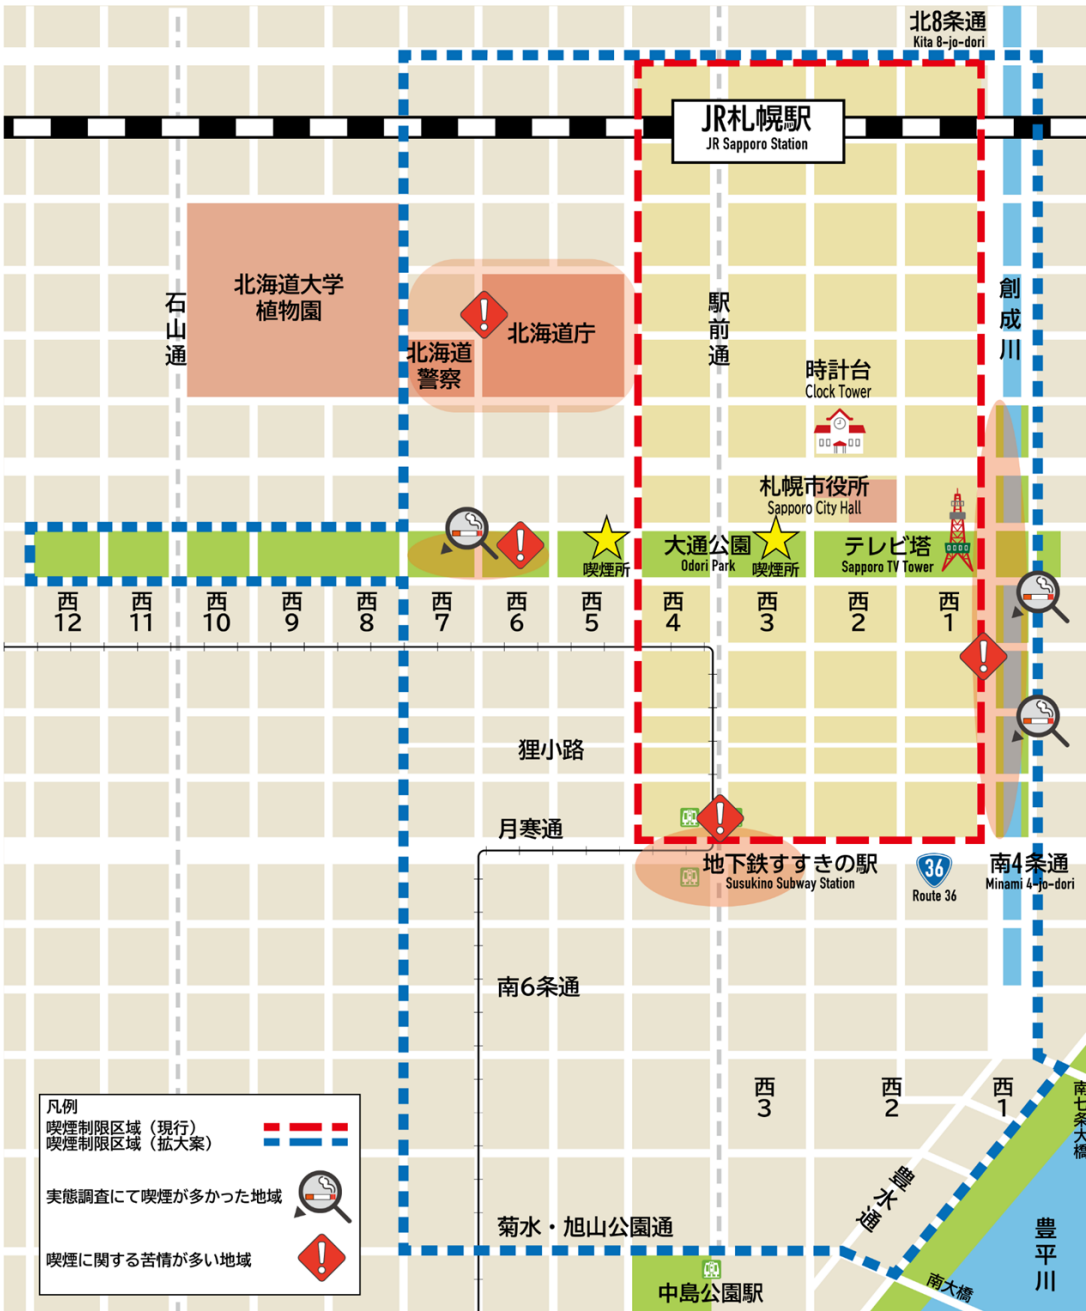 北8条通
Kita 8-jo-dori
JR札幌駅
JR Sapporo Station
北海道大学
植物園
石山通
北海道庁
北海道
警察
駅前通
創成川
時計台
Clock Tower
札幌市役所
Sapporo City Hall
喫煙所
大通公園
Odori Park
喫煙所
テレビ塔
Sapporo TV Tower
西
12
西
11
西
10
西
9
西
8
西
7
西
6
西
5
西
4
西
3
西
2
西
1
狸小路
月寒通
地下鉄すすきの駅
Susukino Subway Station
36
Route 36
南4条通
Minami 4-jo-dori
南6条通
西
3
西
2
西
1
南七条大橋
豊水通
豊平川
南大橋
菊水・旭山公園通
中島公園駅
凡例
喫煙制限区域（現行）
喫煙制限区域（拡大案）
実態調査にて喫煙が多かった地域
喫煙に関する苦情が多い地域